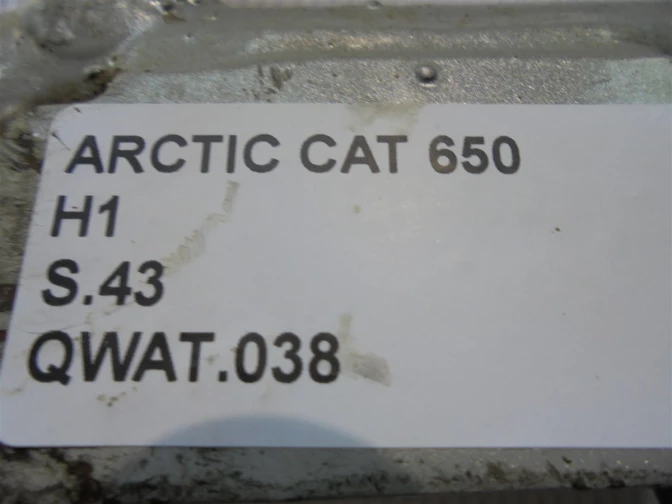 ARCTIC CAT 650
H1
S.43
QWAT.038